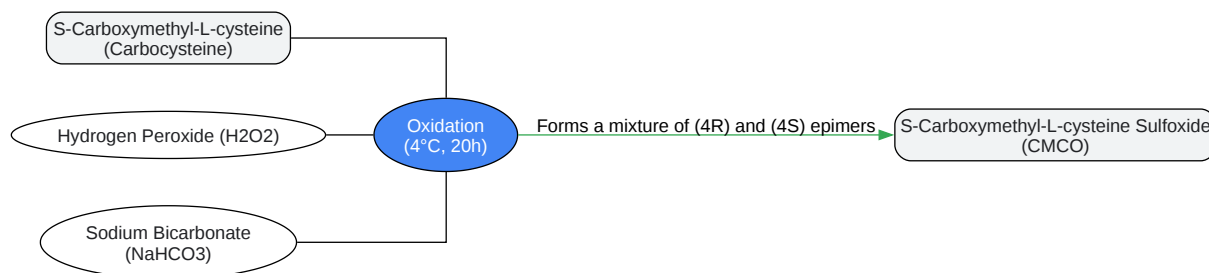 S-Carboxymethyl-L-cysteine
(Carbocysteine)
Hydrogen Peroxide (H2O2)
Sodium Bicarbonate
(NaHCO3)
Oxidation
(4°C, 20h)
Forms a mixture of (4R) and (4S) epimers
S-Carboxymethyl-L-cysteine Sulfoxide
(CMCO)